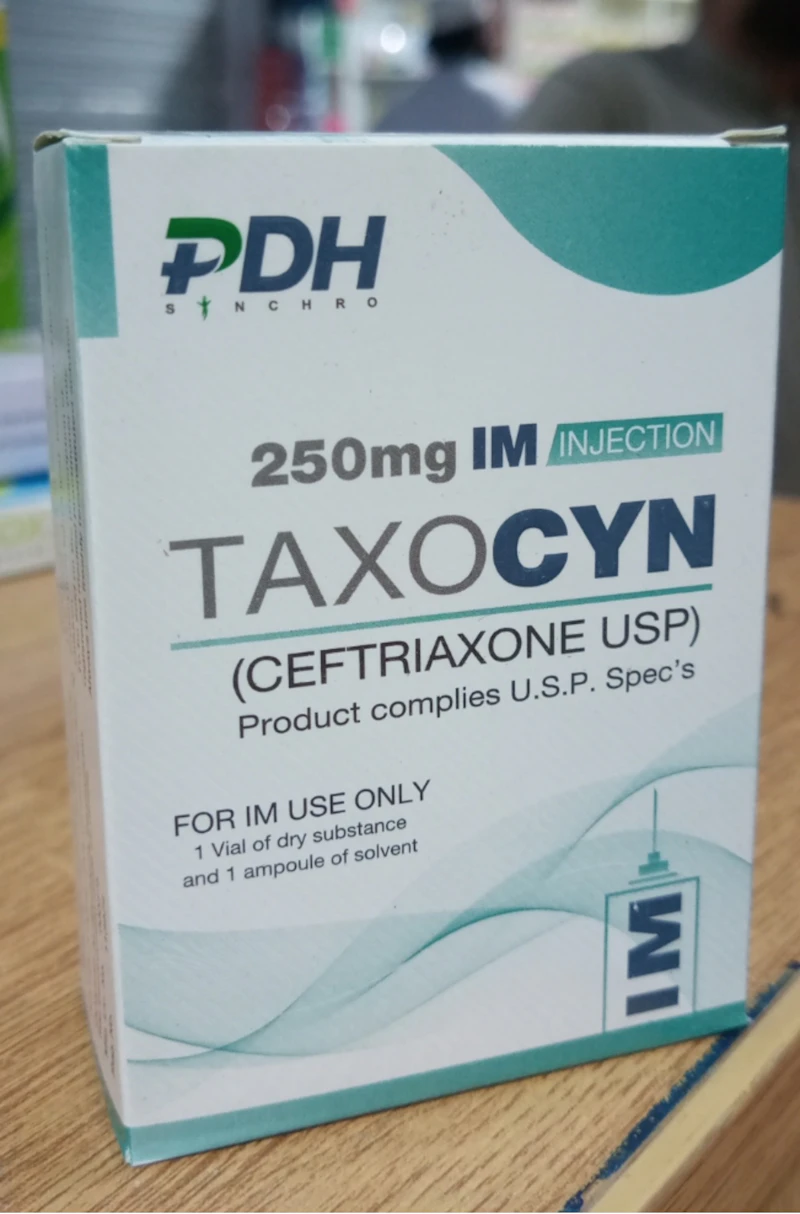 PDH
SYNCHRO
250mg IM INJECTION
TAXOCYN
(CEFTRIAXONE USP)
Product complies U.S.P. Spec's
FOR IM USE ONLY
1 Vial of dry substance
and 1 ampoule of solvent
IM